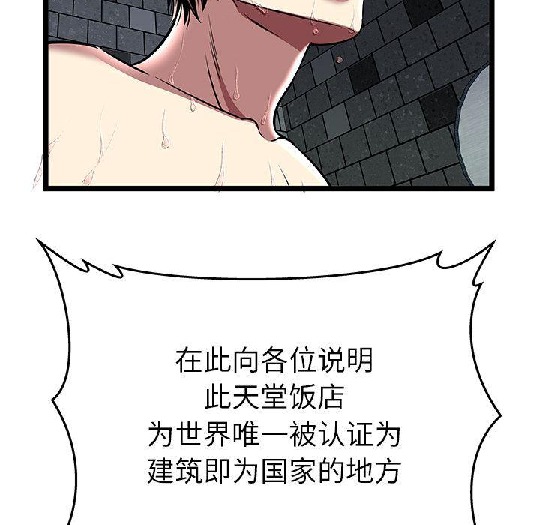 在此向各位说明
此天堂饭店
为世界唯一被认证为
建筑即为国家的地方